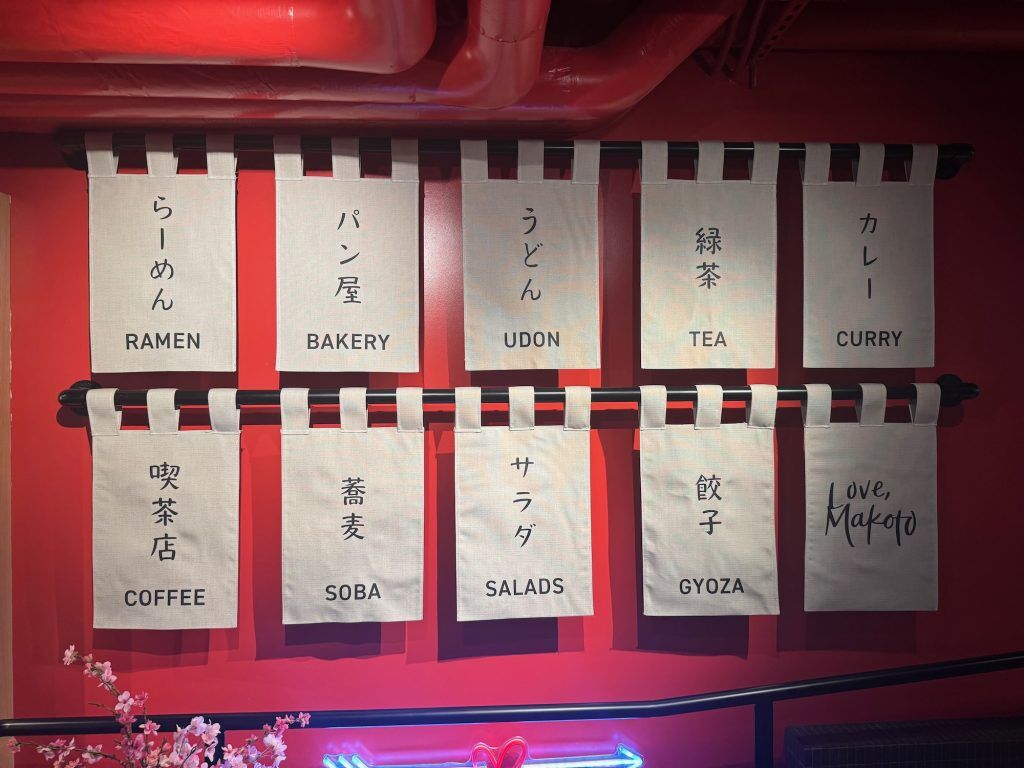 らーめん
RAMEN
パン屋
BAKERY
うどん
UDON
緑茶
TEA
カレー
CURRY
喫茶店
COFFEE
蕎麦
SOBA
サラダ
SALADS
餃子
GYOZA
Love,
Makoto